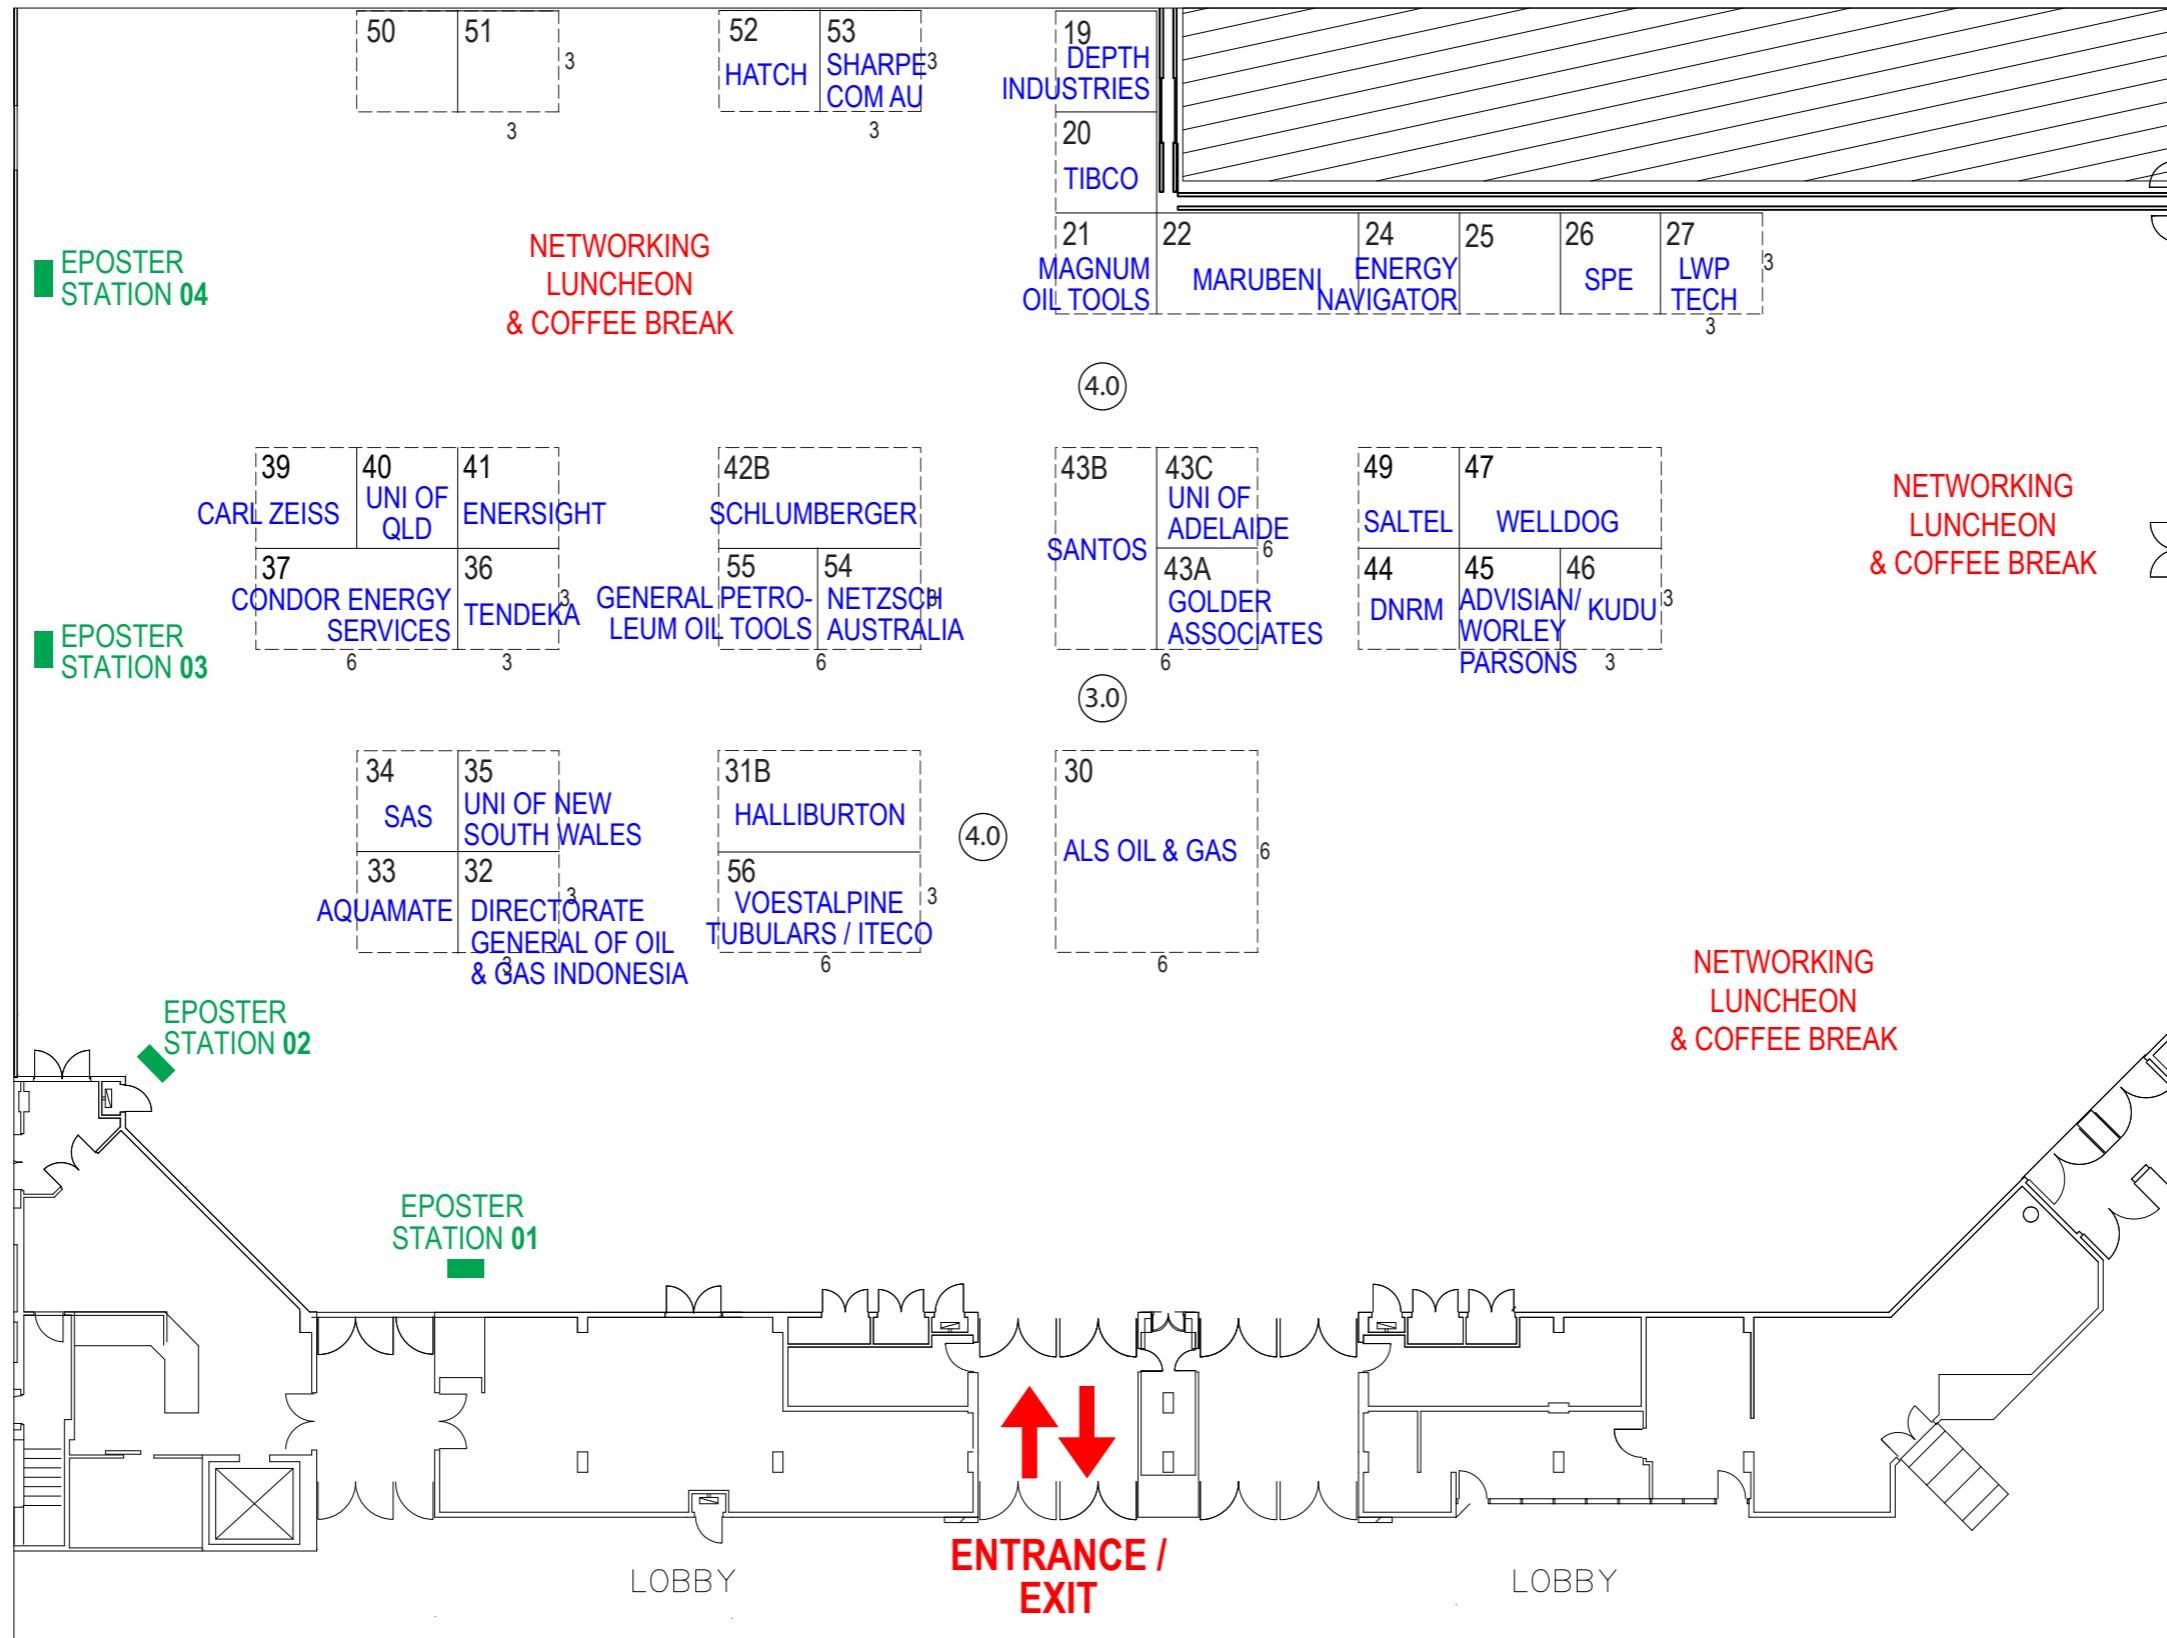 50
51
3
3
52
HATCH
53
SHARPE
COM AU
3
3
19
DEPTH
INDUSTRIES
20
TIBCO
21
MAGNUM
OIL TOOLS
22
MARUBENI
24
ENERGY
NAVIGATOR
25
26
SPE
27
LWP
TECH
3
3
EPOSTER
STATION 04
NETWORKING
LUNCHEON
& COFFEE BREAK
4.0
39
CARL ZEISS
40
UNI OF
QLD
41
ENERSIGHT
37
CONDOR ENERGY
SERVICES
36
TENDEKA
3
6
3
42B
SCHLUMBERGER
55
GENERAL PETRO-
LEUM OIL TOOLS
54
NETZSCH
AUSTRALIA
3
6
43B
SANTOS
43C
UNI OF
ADELAIDE
6
43A
GOLDER
ASSOCIATES
6
49
SALTEL
47
WELLDOG
44
DNRM
45
ADVISIAN/
WORLEY
PARSONS
46
KUDU
3
3
NETWORKING
LUNCHEON
& COFFEE BREAK
EPOSTER
STATION 03
3.0
34
SAS
35
UNI OF NEW
SOUTH WALES
33
AQUAMATE
32
DIRECTORATE
GENERAL OF OIL
& GAS INDONESIA
3
3
31B
HALLIBURTON
56
VOESTALPINE
TUBULARS / ITECO
3
6
4.0
30
ALS OIL & GAS
6
6
NETWORKING
LUNCHEON
& COFFEE BREAK
EPOSTER
STATION 02
EPOSTER
STATION 01
ENTRANCE /
EXIT
LOBBY
LOBBY